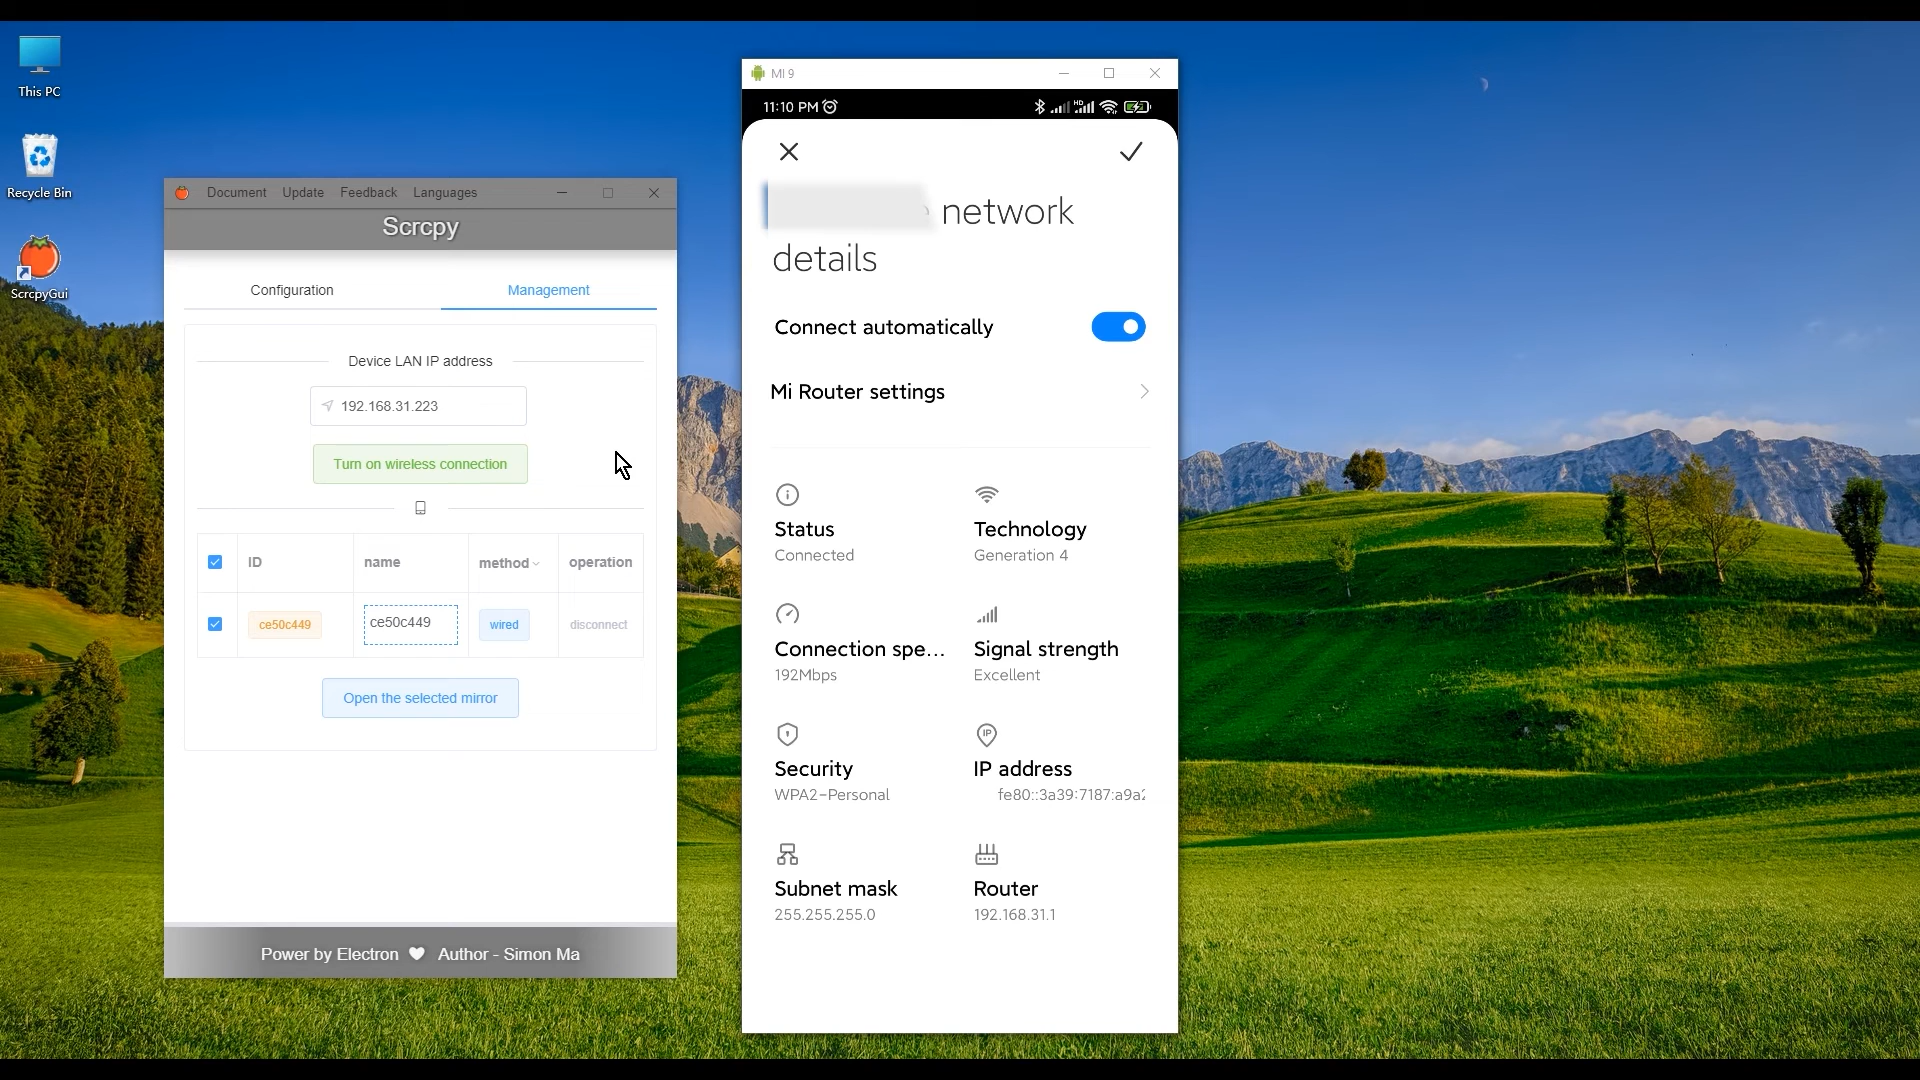 This PC
Recycle Bin
ScrcpyGui
Document Update Feedback Languages
Scrcpy
Configuration Management
Device LAN IP address
192.168.31.223
Turn on wireless connection
ID name method operation
ce50c449 ce50c449 wired disconnect
Open the selected mirror
Power by Electron Author - Simon Ma
MI 9
11:10 PM
HD
network
details
Connect automatically
Mi Router settings
Status Technology
Connected Generation 4
Connection spe... Signal strength
192Mbps Excellent
IP
Security IP address
WPA2-Personal fe80::3a39:7187:a9a
Subnet mask Router
255.255.255.0 192.168.31.1